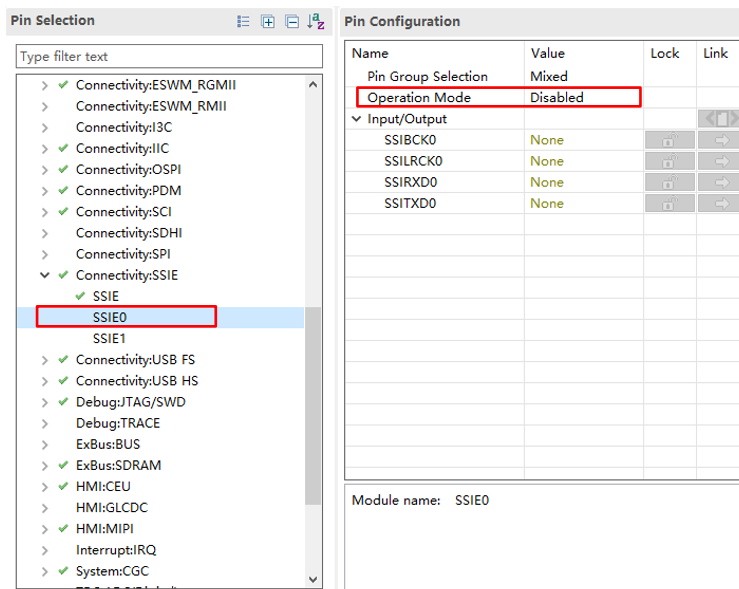 Pin Selection
Type filter text
Connectivity:ESWM_RGMII
Connectivity:ESWM_RMII
Connectivity:I3C
Connectivity:IIC
Connectivity:OSPI
Connectivity:PDM
Connectivity:SCI
Connectivity:SDHI
Connectivity:SPI
Connectivity:SSIE
SSIE
SSIE0
SSIE1
Connectivity:USB FS
Connectivity:USB HS
Debug:JTAG/SWD
Debug:TRACE
ExBus:BUS
ExBus:SDRAM
HMI:CEU
HMI:GLCDC
HMI:MIPI
Interrupt:IRQ
System:CGC
Pin Configuration
Name Value Lock Link
Pin Group Selection Mixed
Operation Mode Disabled
Input/Output
SSIBCK0 None
SSILRCK0 None
SSIRXD0 None
SSITXD0 None
Module name: SSIE0